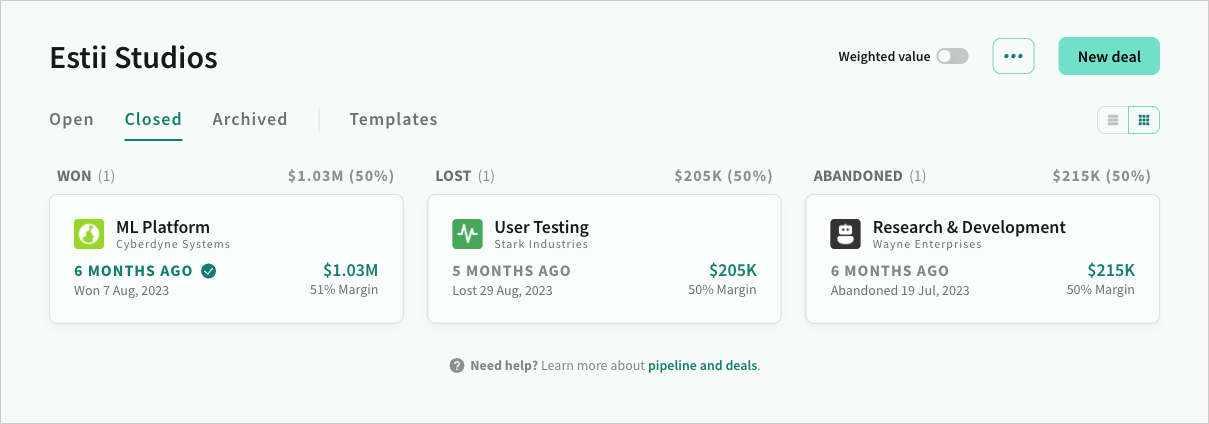 Estii Studios
Weighted value
New deal
Open Closed Archived Templates
WON (1) $1.03M (50%)
ML Platform
Cyberdyne Systems
6 MONTHS AGO $1.03M
Won 7 Aug, 2023 51% Margin
LOST (1) $205K (50%)
User Testing
Stark Industries
5 MONTHS AGO $205K
Lost 29 Aug, 2023 50% Margin
ABANDONED (1) $215K (50%)
Research & Development
Wayne Enterprises
6 MONTHS AGO $215K
Abandoned 19 Jul, 2023 50% Margin
? Need help? Learn more about pipeline and deals.